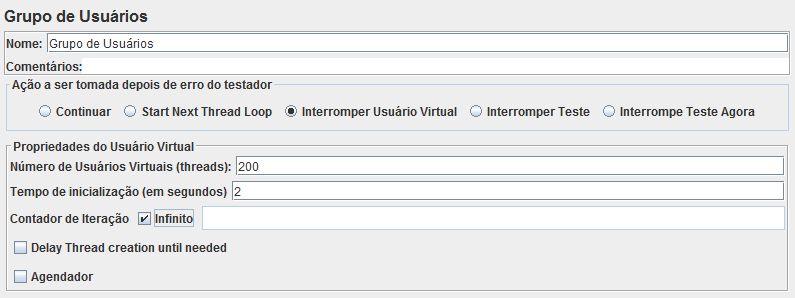 Grupo de Usuários
Nome: Grupo de Usuários
Comentários:
Ação a ser tomada depois de erro do testador
Continuar Start Next Thread Loop Interromper Usuário Virtual Interromper Teste Interrompe Teste Agora
Propriedades do Usuário Virtual
Número de Usuários Virtuais (threads): 200
Tempo de inicialização (em segundos) 2
Contador de Iteração Infinito
Delay Thread creation until needed
Agendador